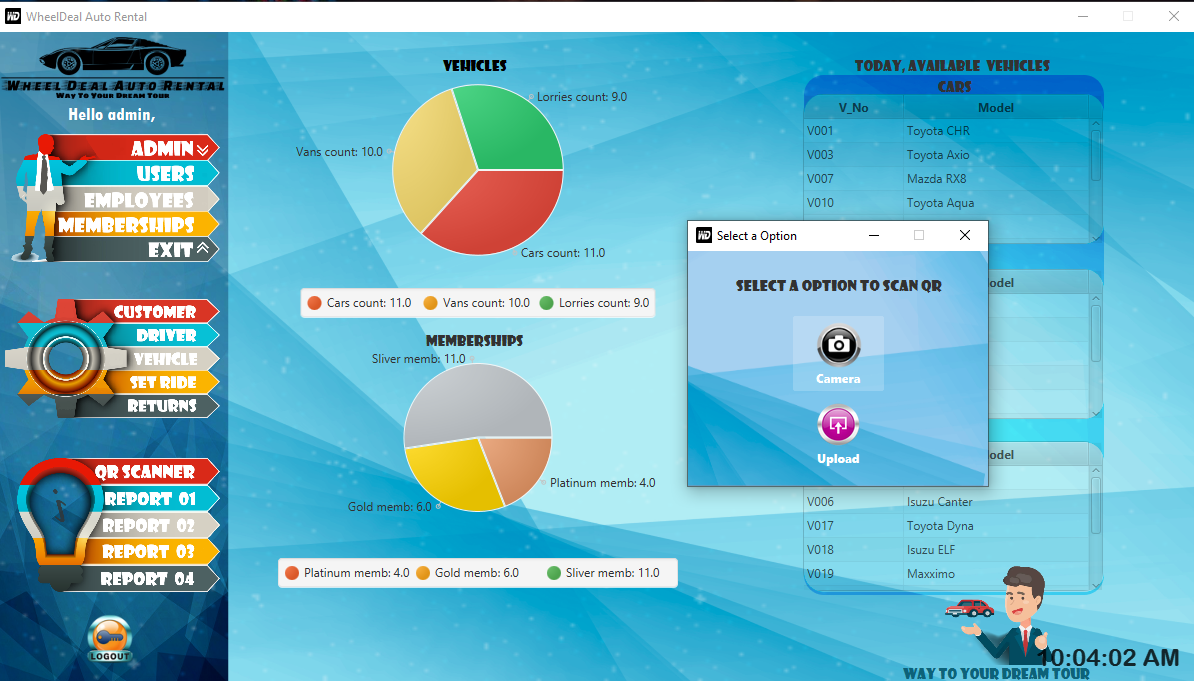 WheelDeal Auto Rental
WHEEL DEAL AUTO RENTAL
WAY TO YOUR DREAM TOUR
Hello admin,
ADMIN
USERS
EMPLOYEES
MEMBERSHIPS
EXIT
CUSTOMER
DRIVER
VEHICLE
SET RIDE
RETURNS
QR SCANNER
REPORT 01
REPORT 02
REPORT 03
REPORT 04
LOGOUT
VEHICLES
Lorries count: 9.0
Vans count: 10.0
Cars count: 11.0
Cars count: 11.0 Vans count: 10.0 Lorries count: 9.0
MEMBERSHIPS
Sliver memb: 11.0
Platinum memb: 4.0
Gold memb: 6.0
Platinum memb: 4.0 Gold memb: 6.0 Sliver memb: 11.0
TODAY, AVAILABLE VEHICLES
CARS
V_No Model
V001 Toyota CHR
V003 Toyota Axio
V007 Mazda RX8
V010 Toyota Aqua
odel
odel
V006 Isuzu Canter
V017 Toyota Dyna
V018 Isuzu ELF
V019 Maxximo
WD Select a Option
SELECT A OPTION TO SCAN QR
Camera
Upload
10:04:02 AM
WAY TO YOUR DREAM TOUR